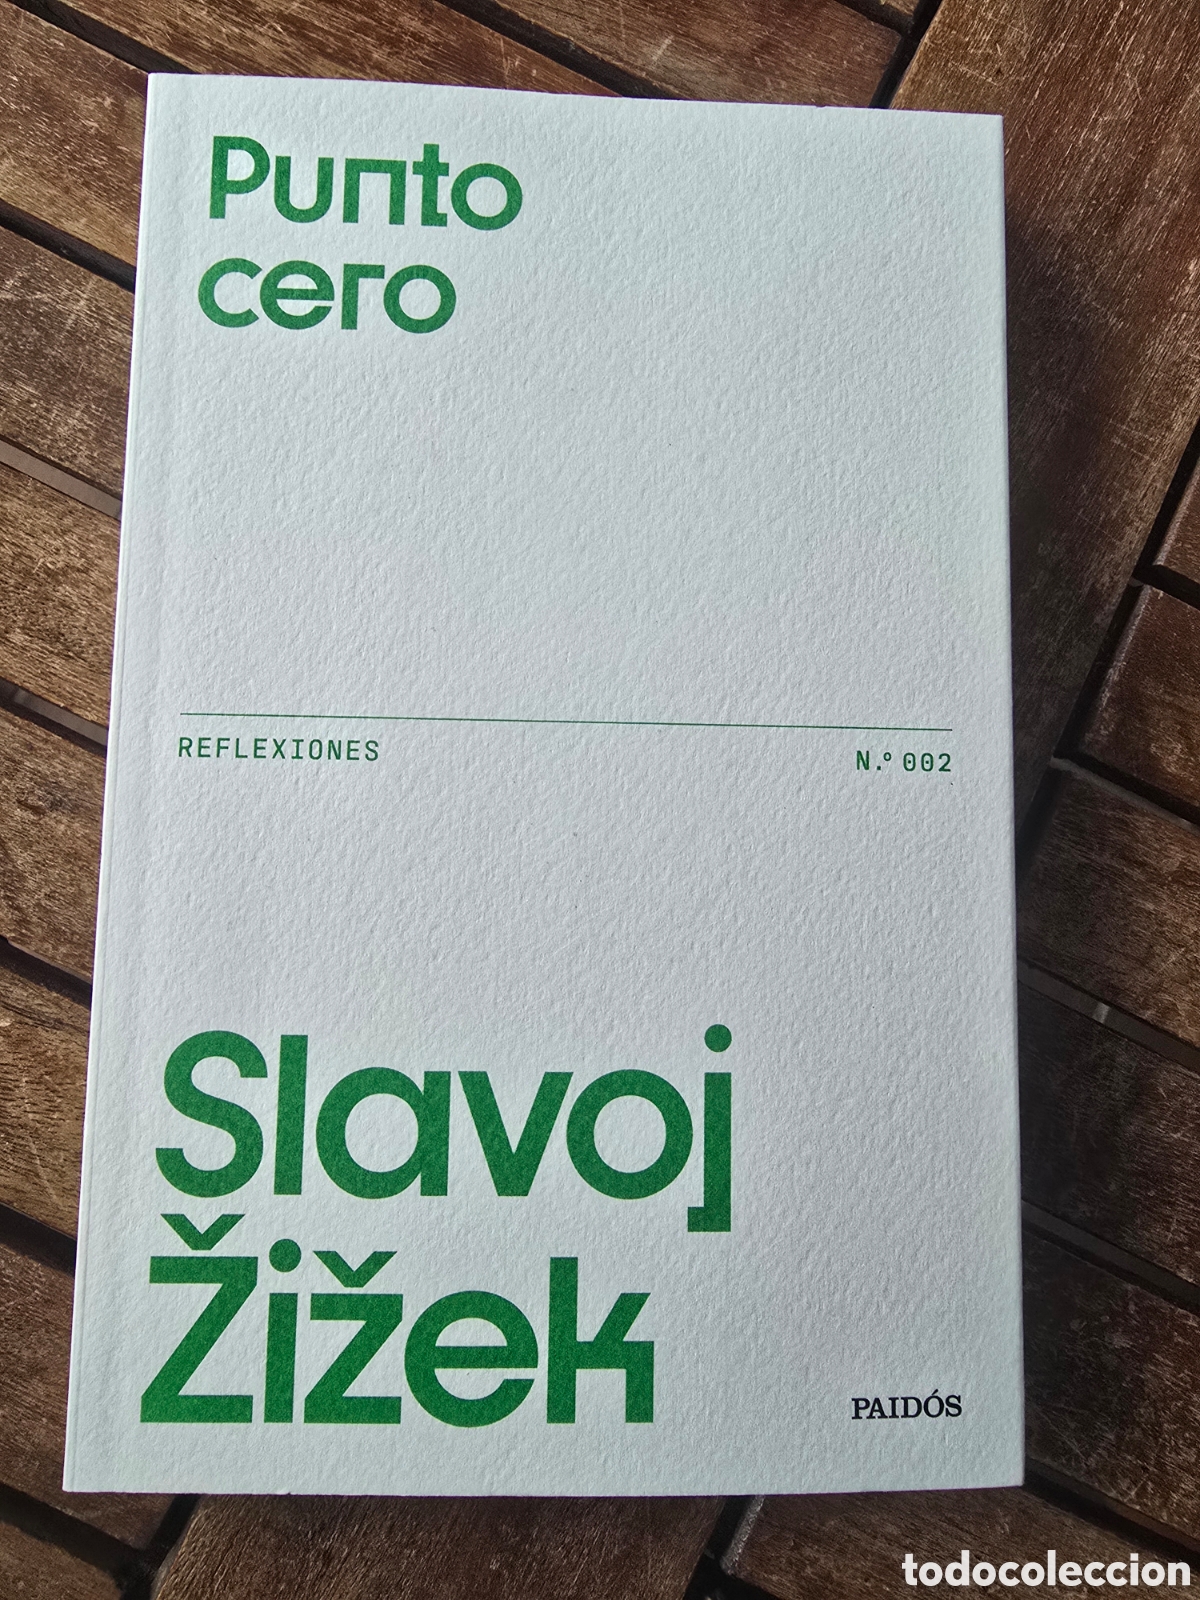 Punto
cero
REFLEXIONES
N.º 002
Slavoj
Žižek
PAIDÓS
todocoleccion